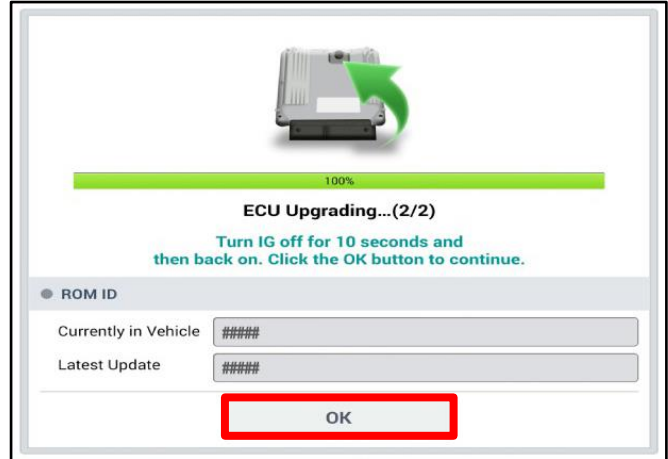 100%
ECU Upgrading...(2/2)
Turn IG off for 10 seconds and
then back on. Click the OK button to continue.
ROM ID
Currently in Vehicle #####
Latest Update #####
OK